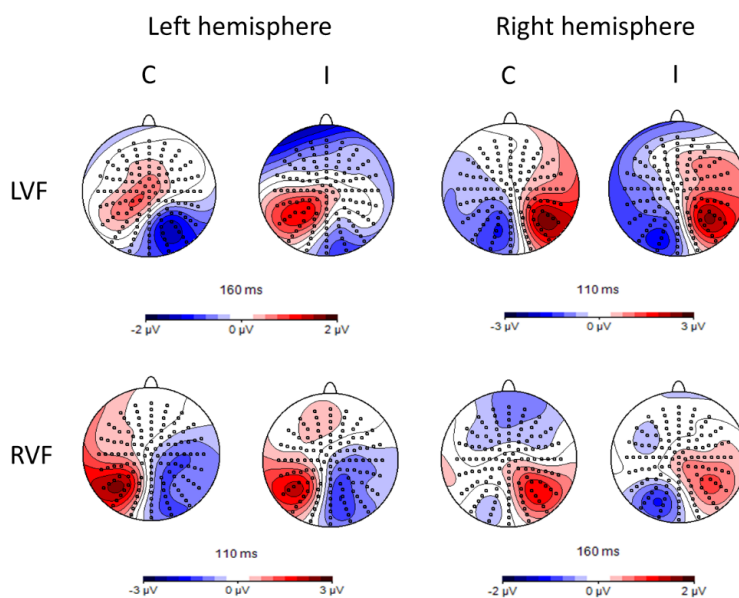 Left hemisphere Right hemisphere
C I C I
LVF
160 ms 110 ms
-2 µV 0 µV 2 µV -3 µV 0 µV 3 µV
RVF
110 ms 160 ms
-3 µV 0 µV 3 µV -2 µV 0 µV 2 µV